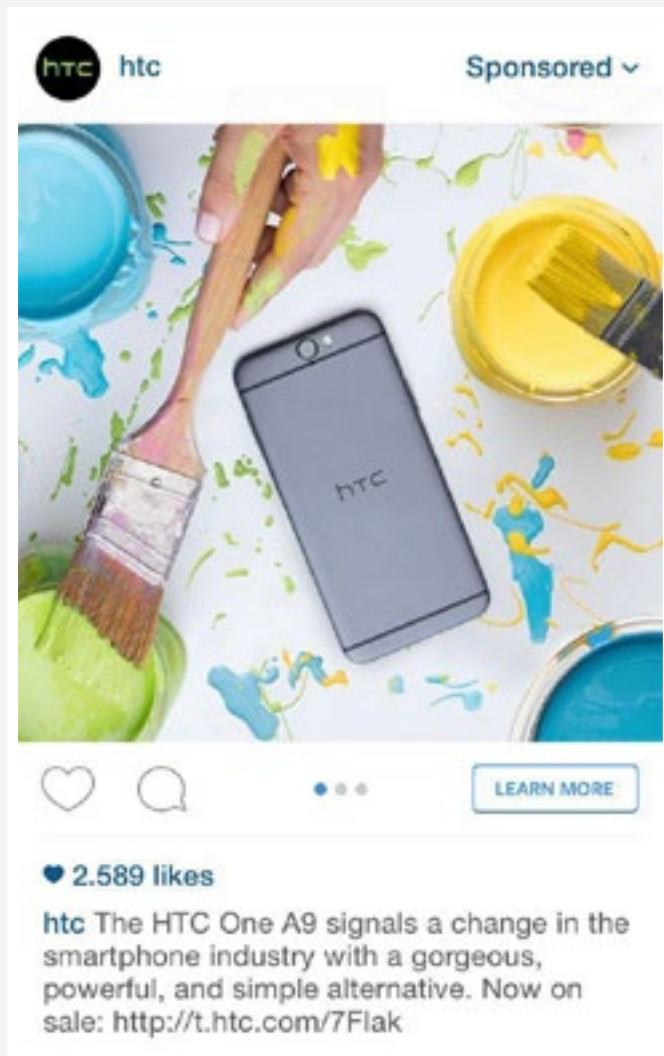 hTC htc Sponsored
hTC
LEARN MORE
2.589 likes
htc The HTC One A9 signals a change in the
smartphone industry with a gorgeous,
powerful, and simple alternative. Now on
sale: http://t.htc.com/7Flak